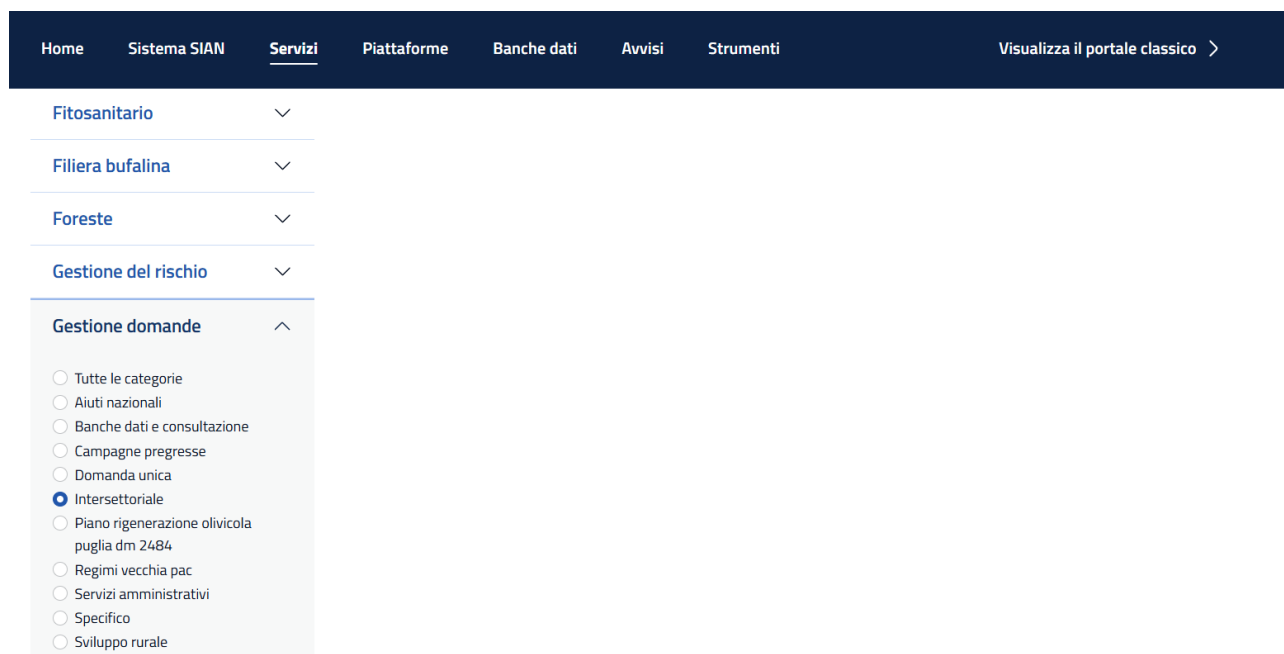 Home Sistema SIAN Servizi Piattaforme Banche dati Avvisi Strumenti Visualizza il portale classico
Fitosanitario
Filiera bufalina
Foreste
Gestione del rischio
Gestione domande
Tutte le categorie
Aiuti nazionali
Banche dati e consultazione
Campagne pregresse
Domanda unica
Intersettoriale
Piano rigenerazione olivicola
puglia dm 2484
Regimi vecchia pac
Servizi amministrativi
Specifico
Sviluppo rurale